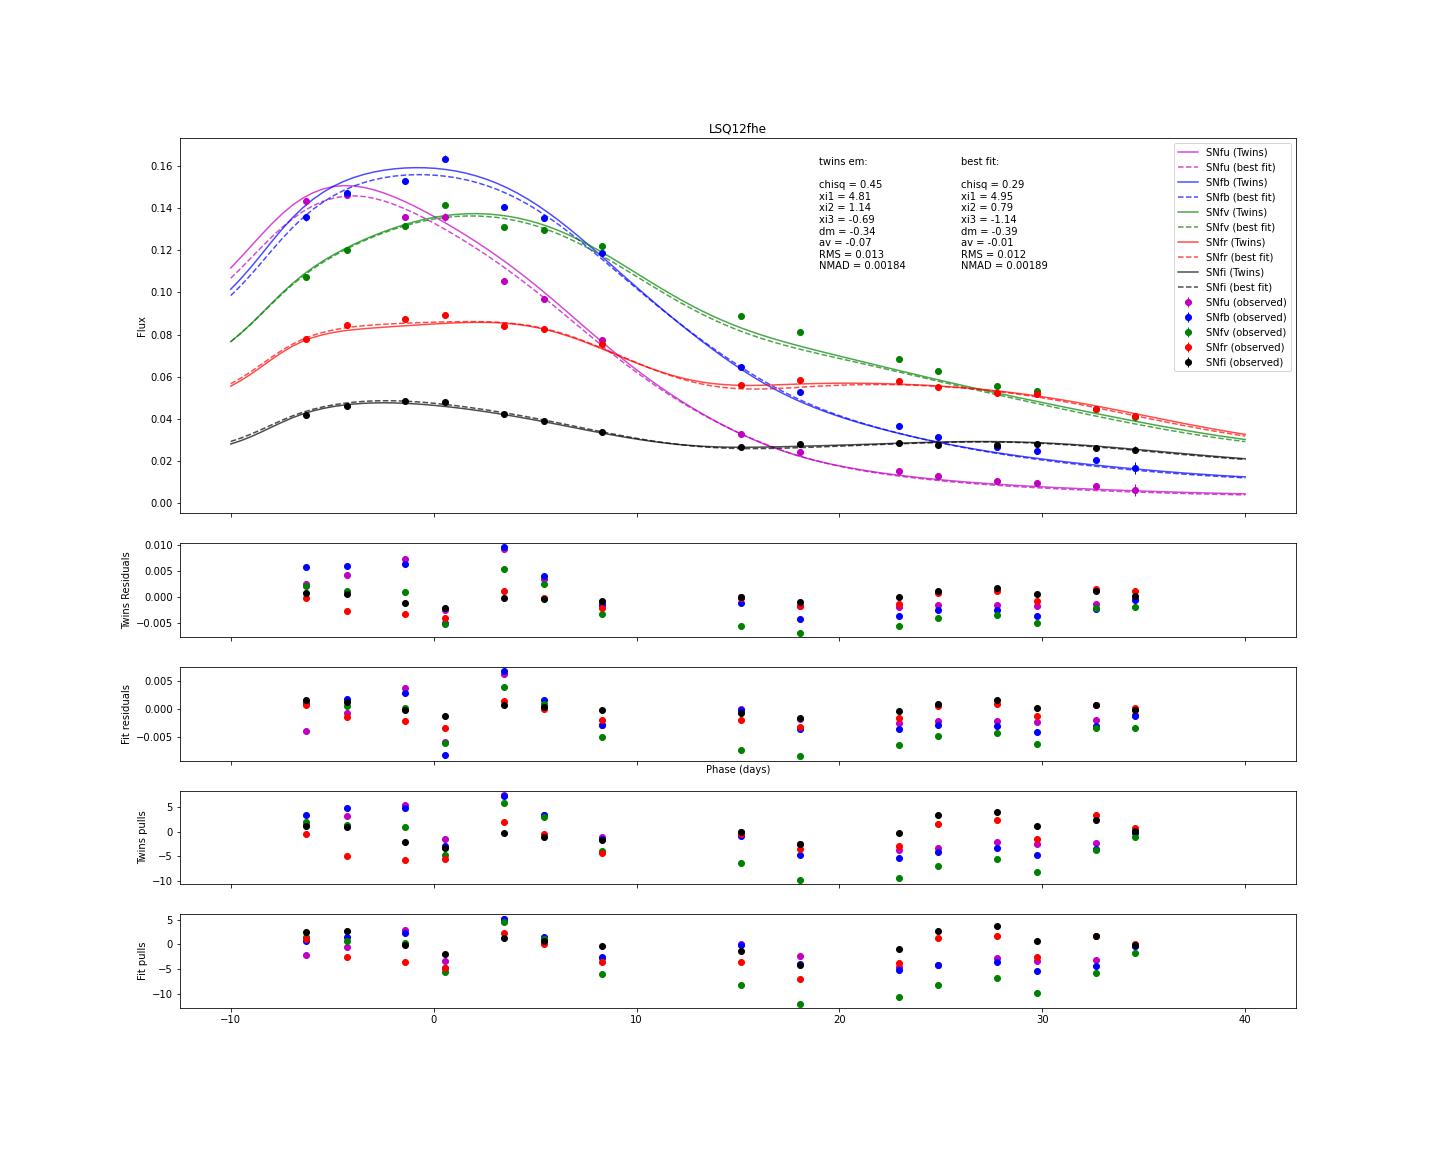 LSQ12fhe
Flux
0.16
0.14
0.12
0.10
0.08
0.06
0.04
0.02
0.00
twins em:
chisq = 0.45
xi1 = 4.81
xi2 = 1.14
xi3 = -0.69
dm = -0.34
av = -0.07
RMS = 0.013
NMAD = 0.00184
best fit:
chisq = 0.29
xi1 = 4.95
xi2 = 0.79
xi3 = -1.14
dm = -0.39
av = -0.01
RMS = 0.012
NMAD = 0.00189
SNfu (Twins)
SNfu (best fit)
SNfb (Twins)
SNfb (best fit)
SNfv (Twins)
SNfv (best fit)
SNfr (Twins)
SNfr (best fit)
SNfi (Twins)
SNfi (best fit)
SNfu (observed)
SNfb (observed)
SNfv (observed)
SNfr (observed)
SNfi (observed)
Twins Residuals
0.010
0.005
0.000
−0.005
Fit residuals
0.005
0.000
−0.005
Phase (days)
Twins pulls
5
0
−5
−10
Fit pulls
5
0
−5
−10
−10
0
10
20
30
40